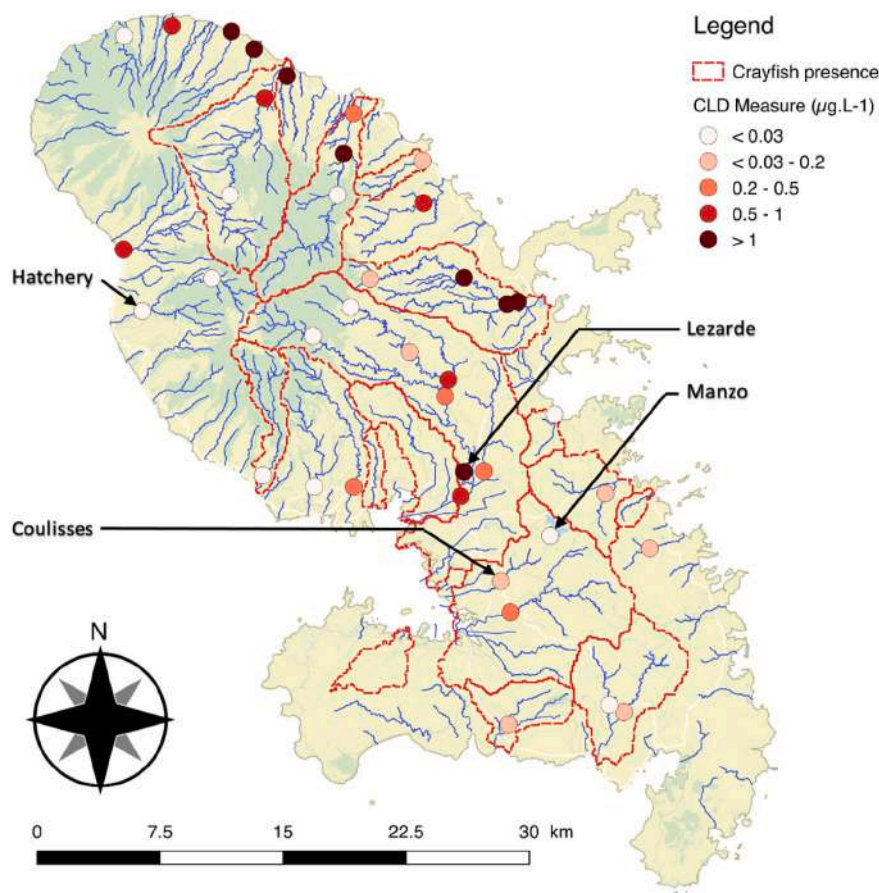 Legend
Crayfish presence
CLD Measure (µg.L-1)
< 0.03
< 0.03 - 0.2
0.2 - 0.5
0.5 - 1
> 1
Hatchery
Lezarde
Manzo
Coulisses
N
0 7.5 15 22.5 30 km